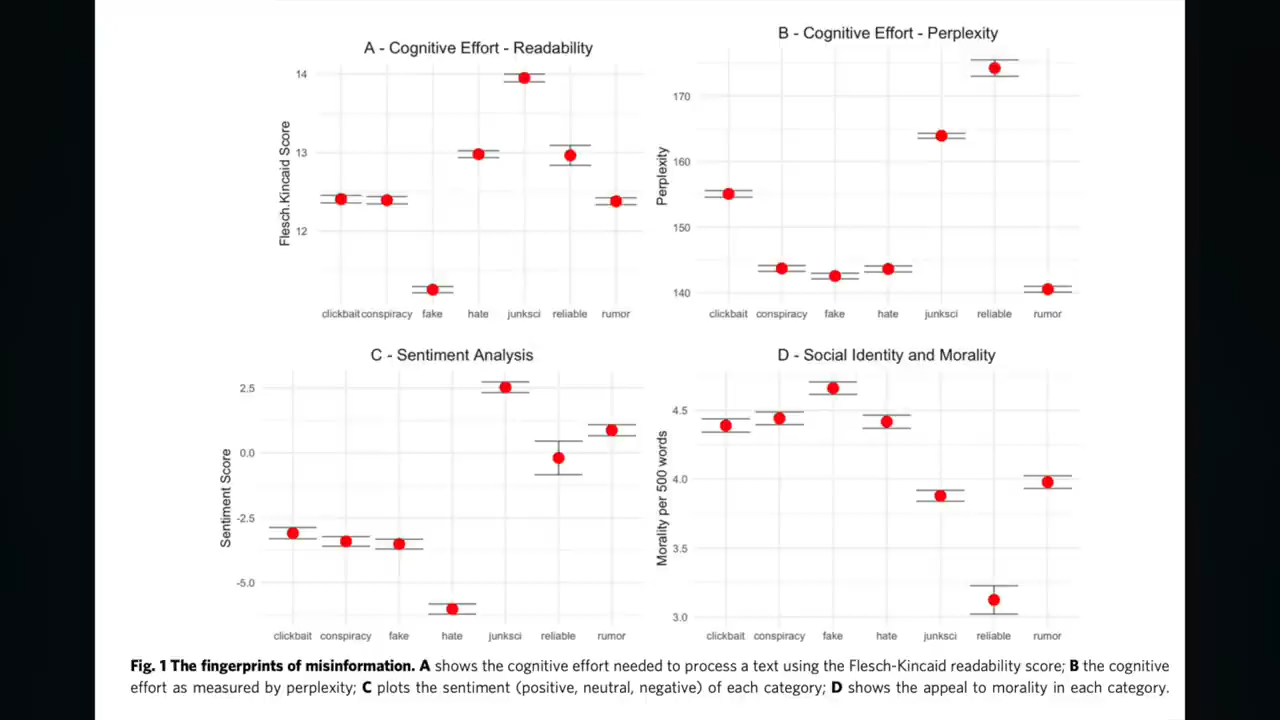 A - Cognitive Effort - Readability
14
13
12
Flesch.Kincaid Score
clickbait conspiracy fake hate junksci reliable rumor
B - Cognitive Effort - Perplexity
170
160
150
140
Perplexity
clickbait conspiracy fake hate junksci reliable rumor
C - Sentiment Analysis
2.5
0.0
-2.5
-5.0
Sentiment Score
clickbait conspiracy fake hate junksci reliable rumor
D - Social Identity and Morality
4.5
4.0
3.5
3.0
Morality per 500 words
clickbait conspiracy fake hate junksci reliable rumor
Fig. 1 The fingerprints of misinformation. A shows the cognitive effort needed to process a text using the Flesch-Kincaid readability score; B the cognitive
effort as measured by perplexity; C plots the sentiment (positive, neutral, negative) of each category; D shows the appeal to morality in each category.